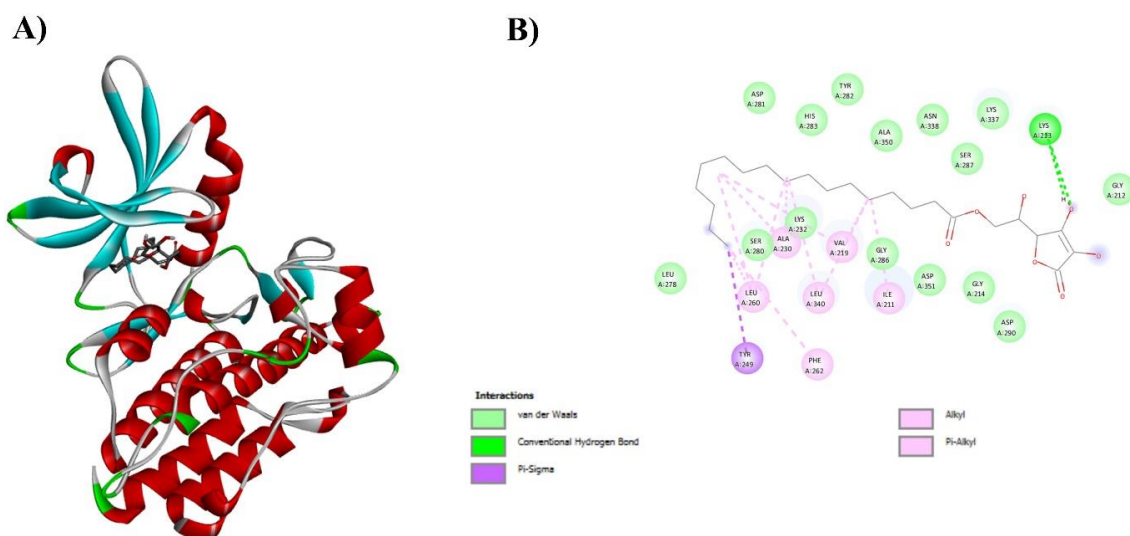 A)
B)
ASP
A:281
TYR
A:282
HIS
A:283
ALA
A:350
ASN
A:338
LYS
A:337
LYS
A:213
SER
A:287
GLY
A:212
H
O
O
O
O
O
O
O
LYS
A:232
SER
A:280
ALA
A:230
VAL
A:219
GLY
A:286
LEU
A:278
LEU
A:260
LEU
A:340
ILE
A:211
ASP
A:351
GLY
A:214
ASP
A:290
TYR
A:249
PHE
A:262
Interactions
van der Waals
Conventional Hydrogen Bond
Pi-Sigma
Alkyl
Pi-Alkyl